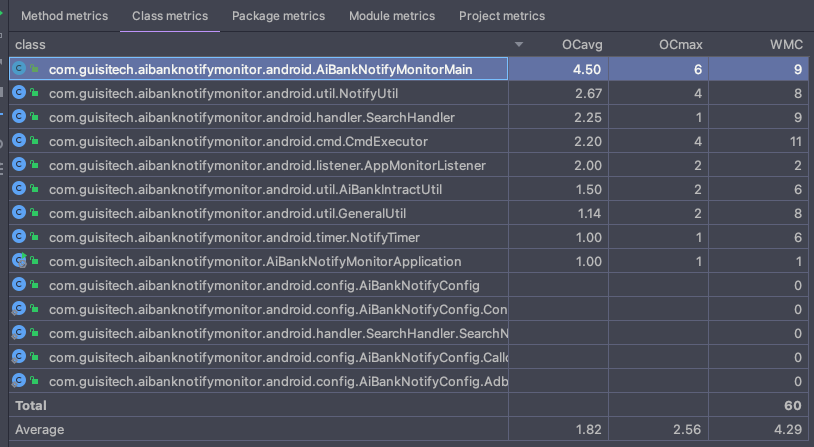 Method metrics Class metrics Package metrics Module metrics Project metrics
class OCavg OCmax WMC
com.guisitech.aibanknotifymonitor.android.AiBankNotifyMonitorMain 4.50 6 9
com.guisitech.aibanknotifymonitor.android.util.NotifyUtil 2.67 4 8
com.guisitech.aibanknotifymonitor.android.handler.SearchHandler 2.25 1 9
com.guisitech.aibanknotifymonitor.android.cmd.CmdExecutor 2.20 4 11
com.guisitech.aibanknotifymonitor.android.listener.AppMonitorListener 2.00 2 2
com.guisitech.aibanknotifymonitor.android.util.AiBankIntractUtil 1.50 2 6
com.guisitech.aibanknotifymonitor.android.util.GeneralUtil 1.14 2 8
com.guisitech.aibanknotifymonitor.android.timer.NotifyTimer 1.00 1 6
com.guisitech.aibanknotifymonitor.AiBankNotifyMonitorApplication 1.00 1 1
com.guisitech.aibanknotifymonitor.android.config.AiBankNotifyConfig 0
com.guisitech.aibanknotifymonitor.android.config.AiBankNotifyConfig.Con 0
com.guisitech.aibanknotifymonitor.android.handler.SearchHandler.SearchN 0
com.guisitech.aibanknotifymonitor.android.config.AiBankNotifyConfig.Callc 0
com.guisitech.aibanknotifymonitor.android.config.AiBankNotifyConfig.Adb 0
Total 60
Average 1.82 2.56 4.29